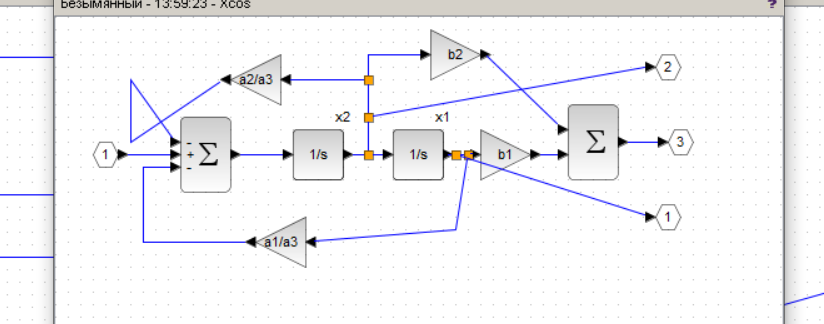 Безымянный - 13:59:23 - Xcos
?
b2
a2/a3
2
x2
x1
1
-
+
-
Σ
1/s
1/s
b1
Σ
3
1
a1/a3